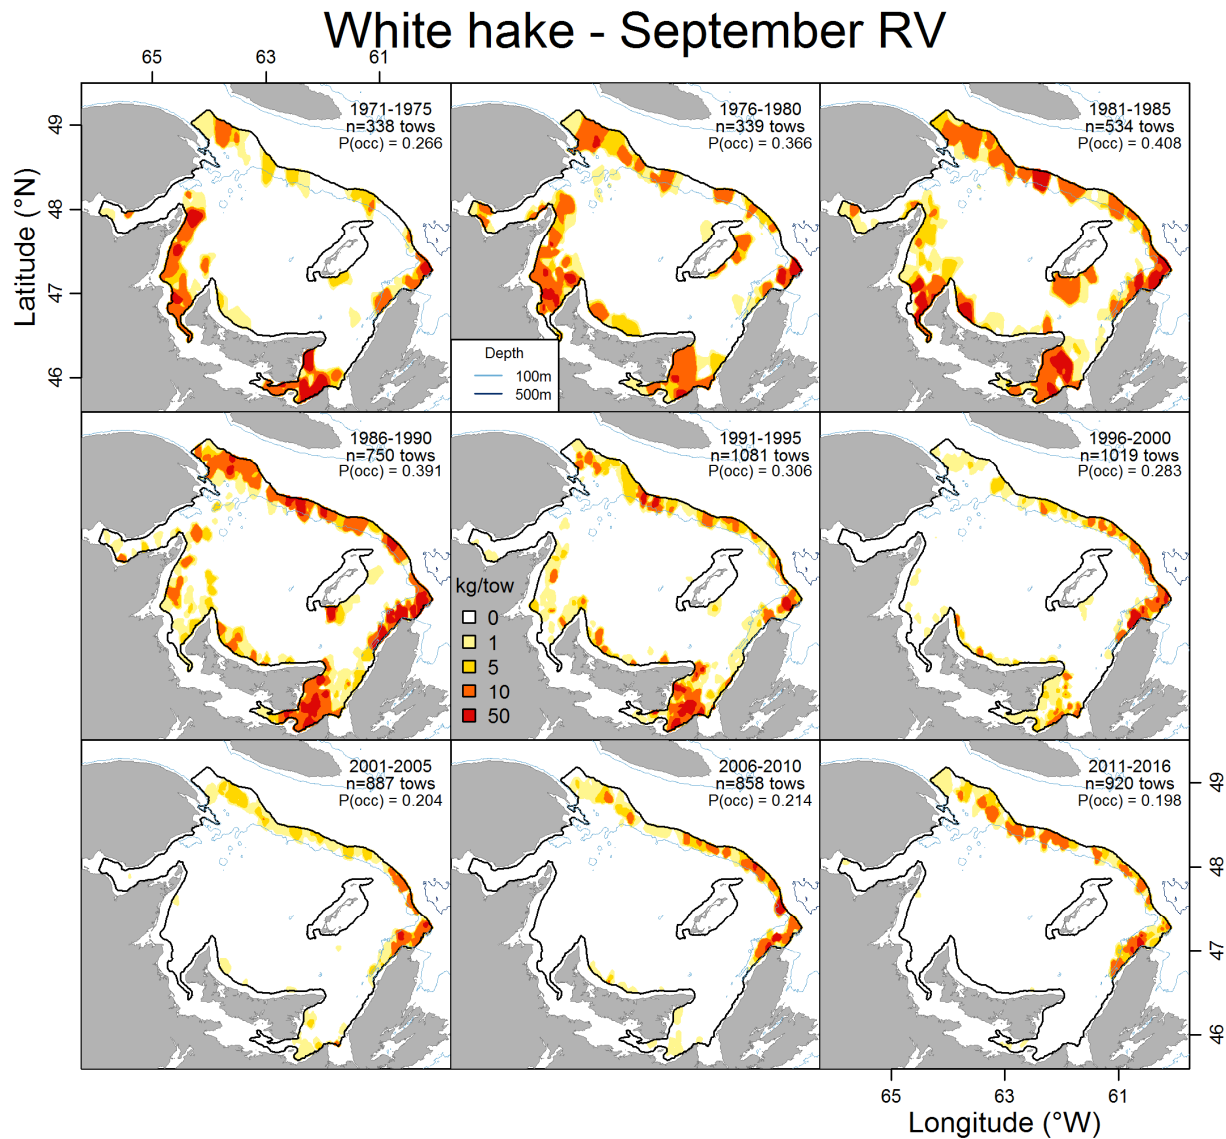 White hake - September RV
65 63 61
1971-1975
n=338 tows
P(occ) = 0.266
1976-1980
n=339 tows
P(occ) = 0.366
1981-1985
n=534 tows
P(occ) = 0.408
49
48
47
46
Latitude (°N)
Depth
100m
500m
1986-1990
n=750 tows
P(occ) = 0.391
1991-1995
n=1081 tows
P(occ) = 0.306
1996-2000
n=1019 tows
P(occ) = 0.283
kg/tow
0
1
5
10
50
2001-2005
n=887 tows
P(occ) = 0.204
2006-2010
n=858 tows
P(occ) = 0.214
2011-2016
n=920 tows
P(occ) = 0.198
49
48
47
46
65 63 61
Longitude (°W)